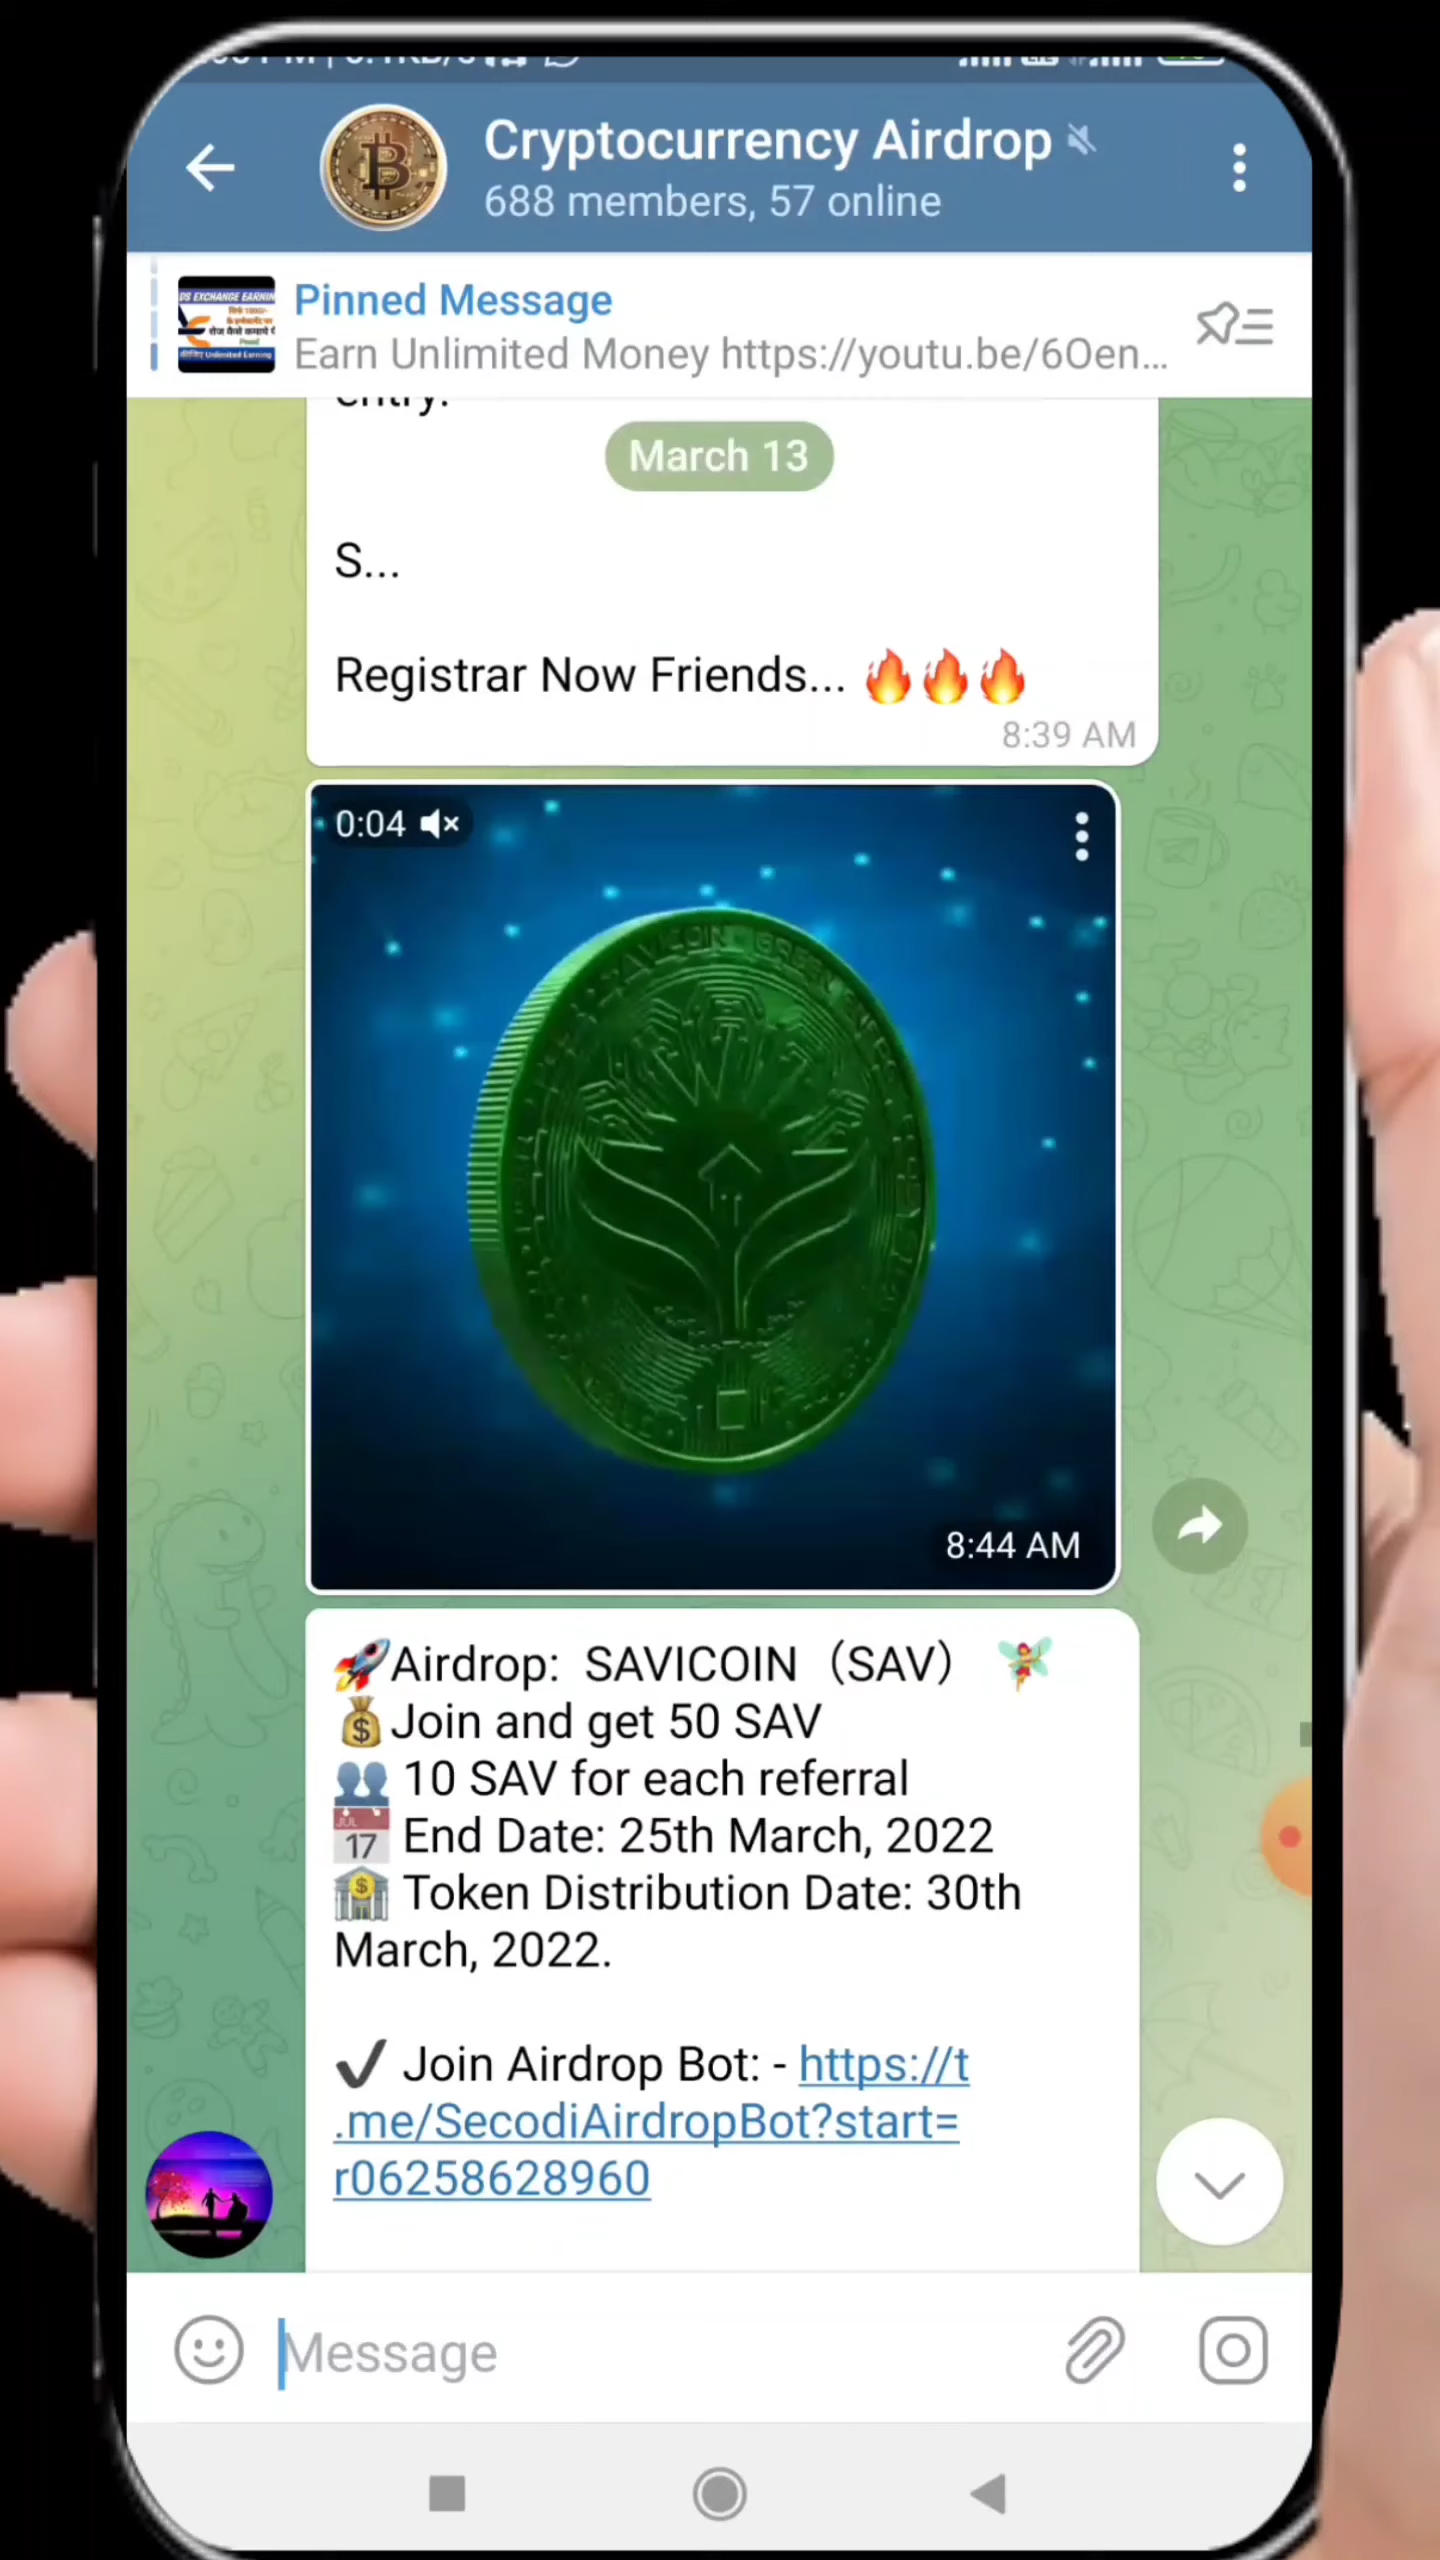 Cryptocurrency Airdrop
688 members, 57 online
Pinned Message
Earn Unlimited Money https://youtu.be/6Oen...
entry.
March 13
S...
Registrar Now Friends... 🔥🔥🔥
8:39 AM
0:04
8:44 AM
🚀Airdrop: SAVICOIN（SAV） 🧚
💰Join and get 50 SAV
👥 10 SAV for each referral
📅 End Date: 25th March, 2022
🏦 Token Distribution Date: 30th
March, 2022.
✔️ Join Airdrop Bot: - https://t
.me/SecodiAirdropBot?start=
r06258628960
Message